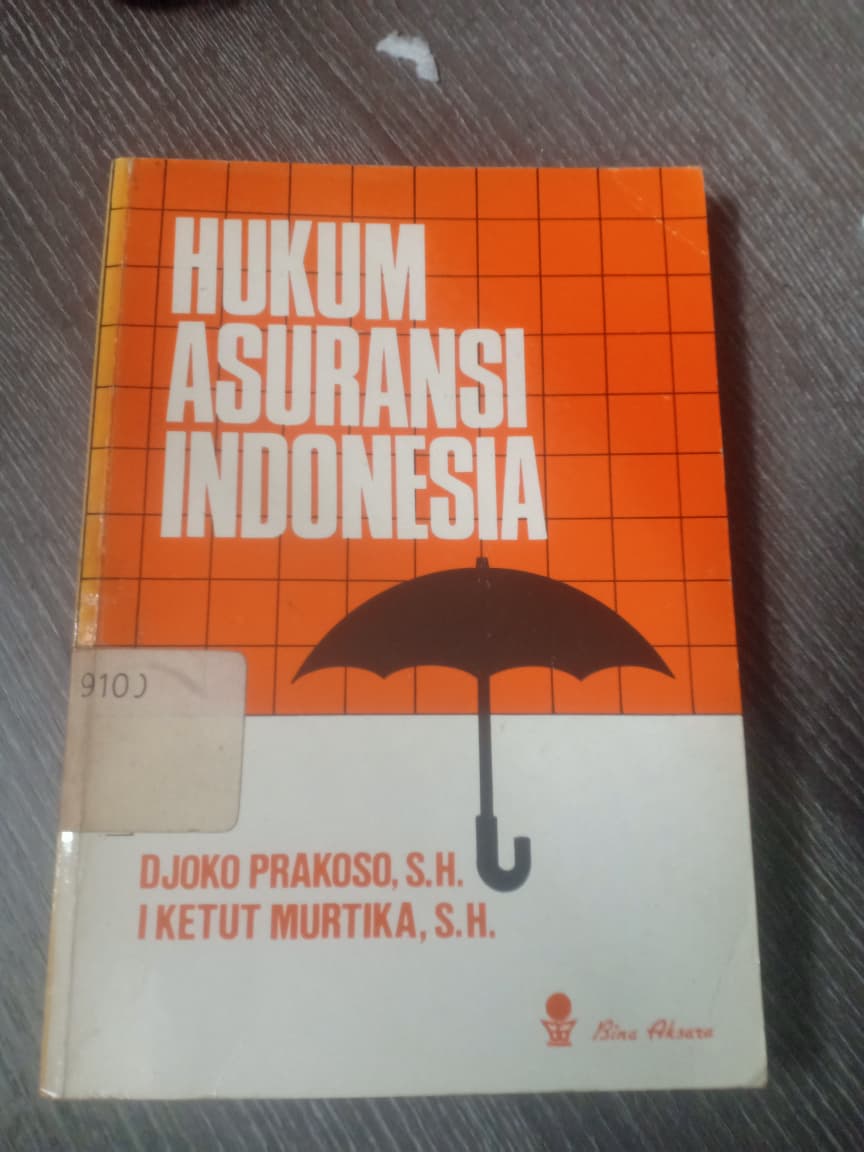 HUKUM
ASURANSI
INDONESIA
910)
DJOKO PRAKOSO, S.H.
I KETUT MURTIKA, S.H.
Bina Aksara